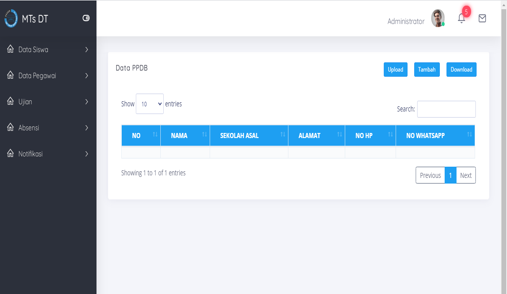 MTs DT
Administrator
5
Data Siswa
Data Pegawai
Ujian
Absensi
Notifikasi
Data PPDB
Upload Tambah Download
Show 10 entries
Search:
NO NAMA SEKOLAH ASAL ALAMAT NO HP NO WHATSAPP
Showing 1 to 1 of 1 entries
Previous 1 Next